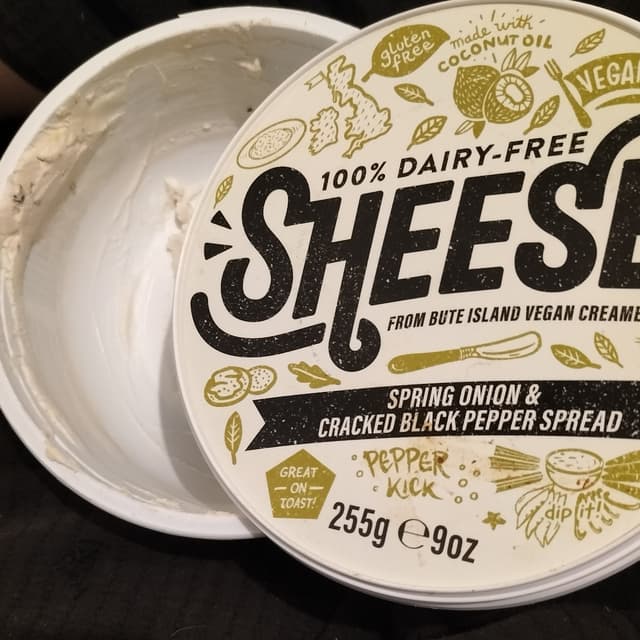 gluten
free
made with
COCONUT OIL
VEGAN
100% DAIRY-FREE
SHEESE
FROM BUTE ISLAND VEGAN CREAME
SPRING ONION &
CRACKED BLACK PEPPER SPREAD
GREAT
ON
TOAST!
PEPPER
KICK
dip it!
255g ℮ 9oz